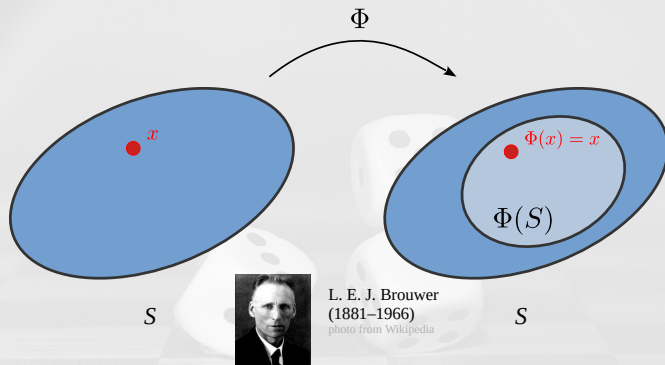 Φ
x
Φ(x) = x
Φ(S)
L. E. J. Brouwer
(1881–1966)
photo from Wikipedia
S
S